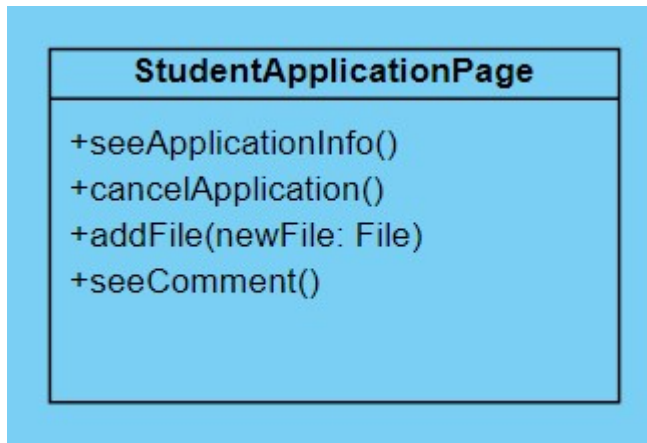 StudentApplicationPage
+seeApplicationInfo()
+cancelApplication()
+addFile(newFile: File)
+seeComment()